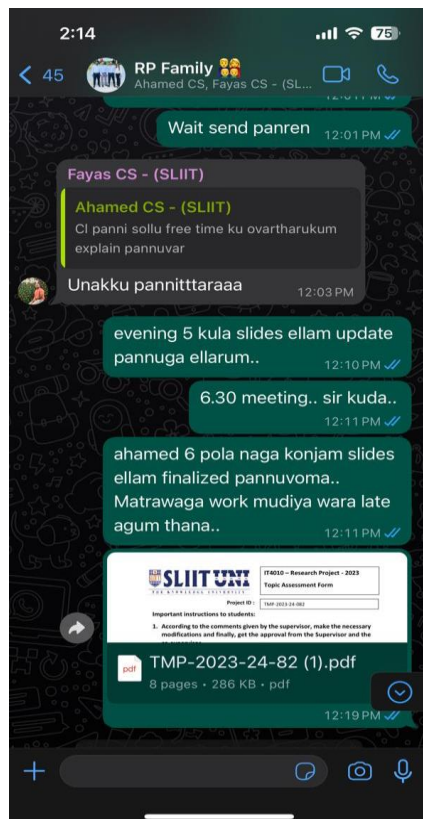 2:14
75
45
RP Family
Ahamed CS, Fayas CS - (SL...
Wait send panren
12:01 PM
Fayas CS - (SLIIT)
Ahamed CS - (SLIIT)
CI panni sollu free time ku ovartharukum
explain pannuvar
Unakku pannitttaraaa
12:03 PM
evening 5 kula slides ellam update
pannuga ellarum..
12:10 PM
6.30 meeting.. sir kuda..
12:11 PM
ahamed 6 pola naga konjam slides
ellam finalized pannuvoma..
Matrawaga work mudiya wara late
agum thana..
12:11 PM
SLIIT UNI
IT4010 – Research Project - 2023
Topic Assessment Form
Project ID :
TMP-2023-24-082
Important instructions to students:
1. According to the comments given by the supervisor, make the necessary
modifications and finally, get the approval from the Supervisor and the
pdf
TMP-2023-24-82 (1).pdf
8 pages • 286 KB • pdf
12:19 PM